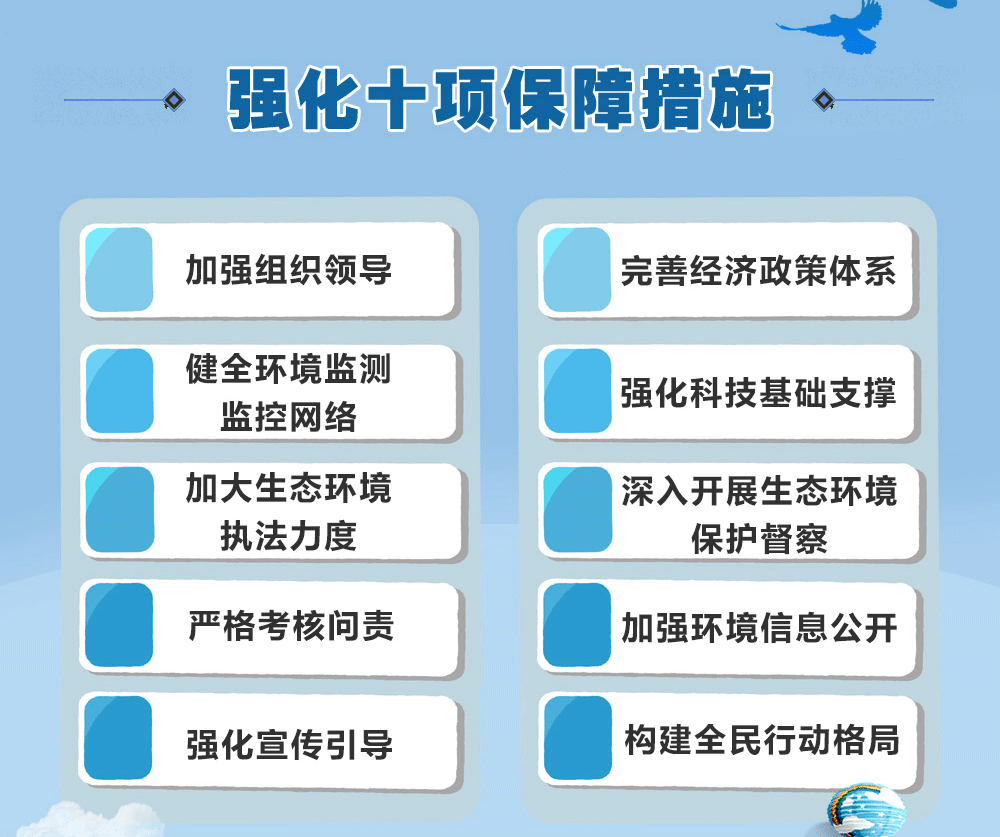 强化十项保障措施
加强组织领导
完善经济政策体系
健全环境监测
监控网络
强化科技基础支撑
加大生态环境
执法力度
深入开展生态环境
保护督察
严格考核问责
加强环境信息公开
强化宣传引导
构建全民行动格局